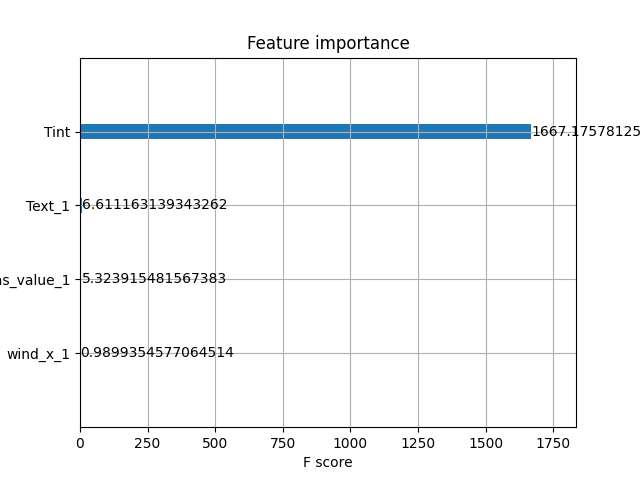 Feature importance
Tint
1667.17578125
Text_1
6.611163139343262
s_value_1
5.323915481567383
wind_x_1
0.9899354577064514
0 250 500 750 1000 1250 1500 1750
F score